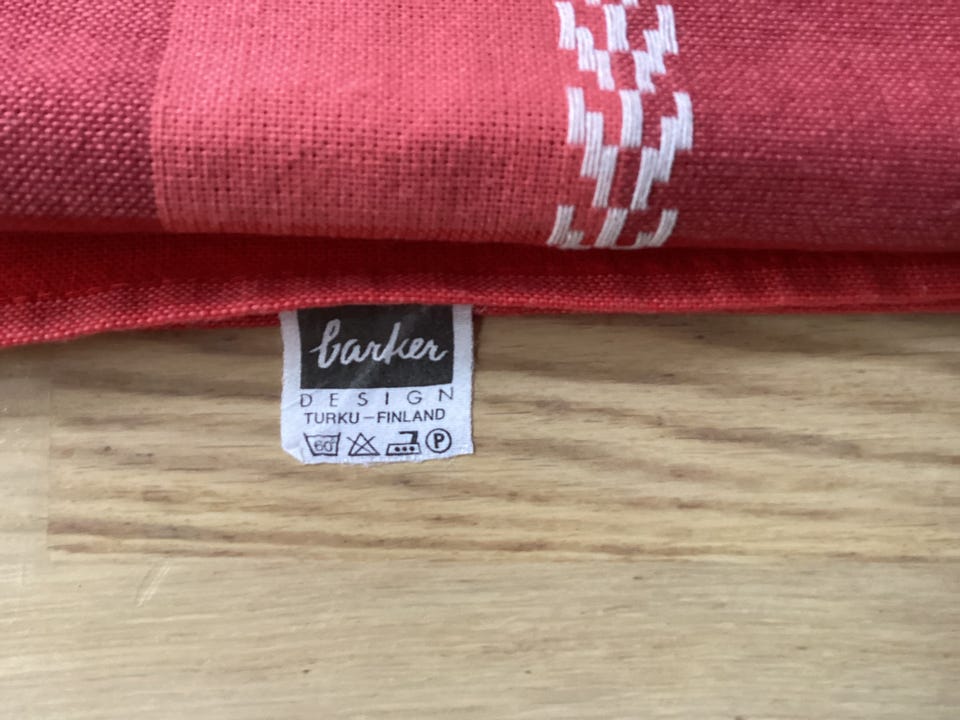 barker
DESIGN
TURKU–FINLAND
60 P